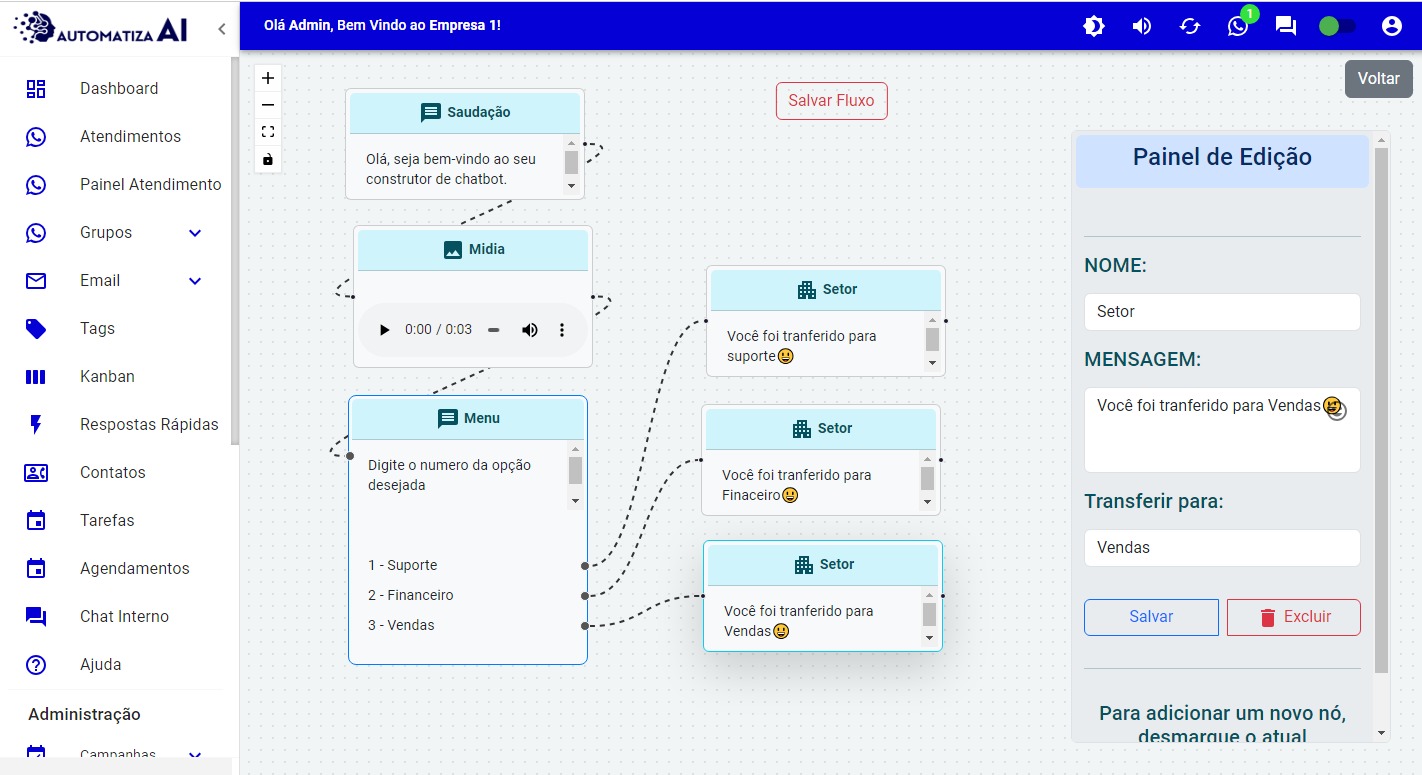 AUTOMATIZA AI
Olá Admin, Bem Vindo ao Empresa 1!
1
Dashboard
Atendimentos
Painel Atendimento
Grupos
Email
Tags
Kanban
Respostas Rápidas
Contatos
Tarefas
Agendamentos
Chat Interno
Ajuda
Administração
Campanhas
Salvar Fluxo
Voltar
Saudação
Olá, seja bem-vindo ao seu
construtor de chatbot.
Midia
0:00 / 0:03
Menu
Digite o numero da opção
desejada
1 - Suporte
2 - Financeiro
3 - Vendas
Setor
Você foi tranferido para
suporte😀
Setor
Você foi tranferido para
Finaceiro😀
Setor
Você foi tranferido para
Vendas😀
Painel de Edição
NOME:
Setor
MENSAGEM:
Você foi tranferido para Vendas😀
Transferir para:
Vendas
Salvar
Excluir
Para adicionar um novo nó,
desmarque o atual